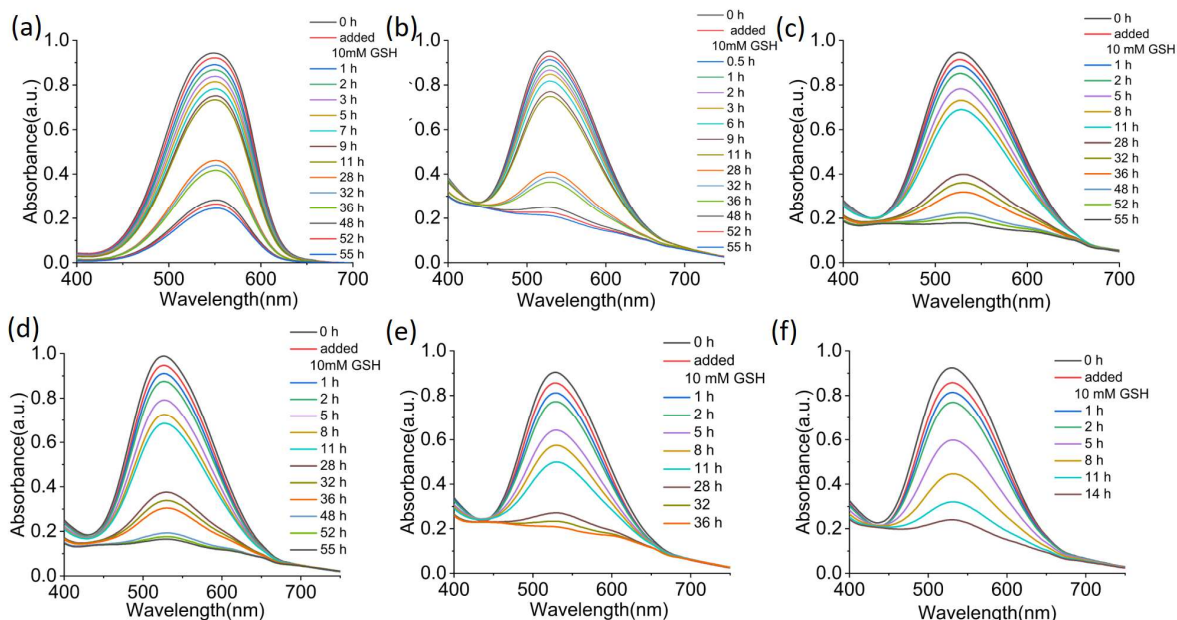 (a)
0 h
added
10mM GSH
1 h
2 h
3 h
5 h
7 h
9 h
11 h
28 h
32 h
36 h
48 h
52 h
55 h
1.0
0.8
0.6
0.4
0.2
0.0
Absorbance(a.u.)
400
500
600
700
Wavelength(nm)
(b)
0 h
added
10mM GSH
0.5 h
1 h
2 h
3 h
6 h
9 h
11 h
28 h
32 h
36 h
48 h
52 h
55 h
1.0
0.8
0.6
0.4
0.2
0.0
Absorbance(a.u.)
400
500
600
700
Wavelength(nm)
(c)
0 h
added
10 mM GSH
1 h
2 h
5 h
8 h
11 h
28 h
32 h
36 h
48 h
52 h
55 h
1.0
0.8
0.6
0.4
0.2
0.0
Absorbance(a.u.)
400
500
600
700
Wavelength(nm)
(d)
0 h
added
10mM GSH
1 h
2 h
5 h
8 h
11 h
28 h
32 h
36 h
48 h
52 h
55 h
1.0
0.8
0.6
0.4
0.2
0.0
Absorbance(a.u.)
400
500
600
700
Wavelength(nm)
(e)
0 h
added
10 mM GSH
1 h
2 h
5 h
8 h
11 h
28 h
32
36 h
1.0
0.8
0.6
0.4
0.2
0.0
Absorbance(a.u.)
400
500
600
700
Wavelength(nm)
(f)
0 h
added
10 mM GSH
1 h
2 h
5 h
8 h
11 h
14 h
1.0
0.8
0.6
0.4
0.2
0.0
Absorbance(a.u.)
400
500
600
700
Wavelength(nm)